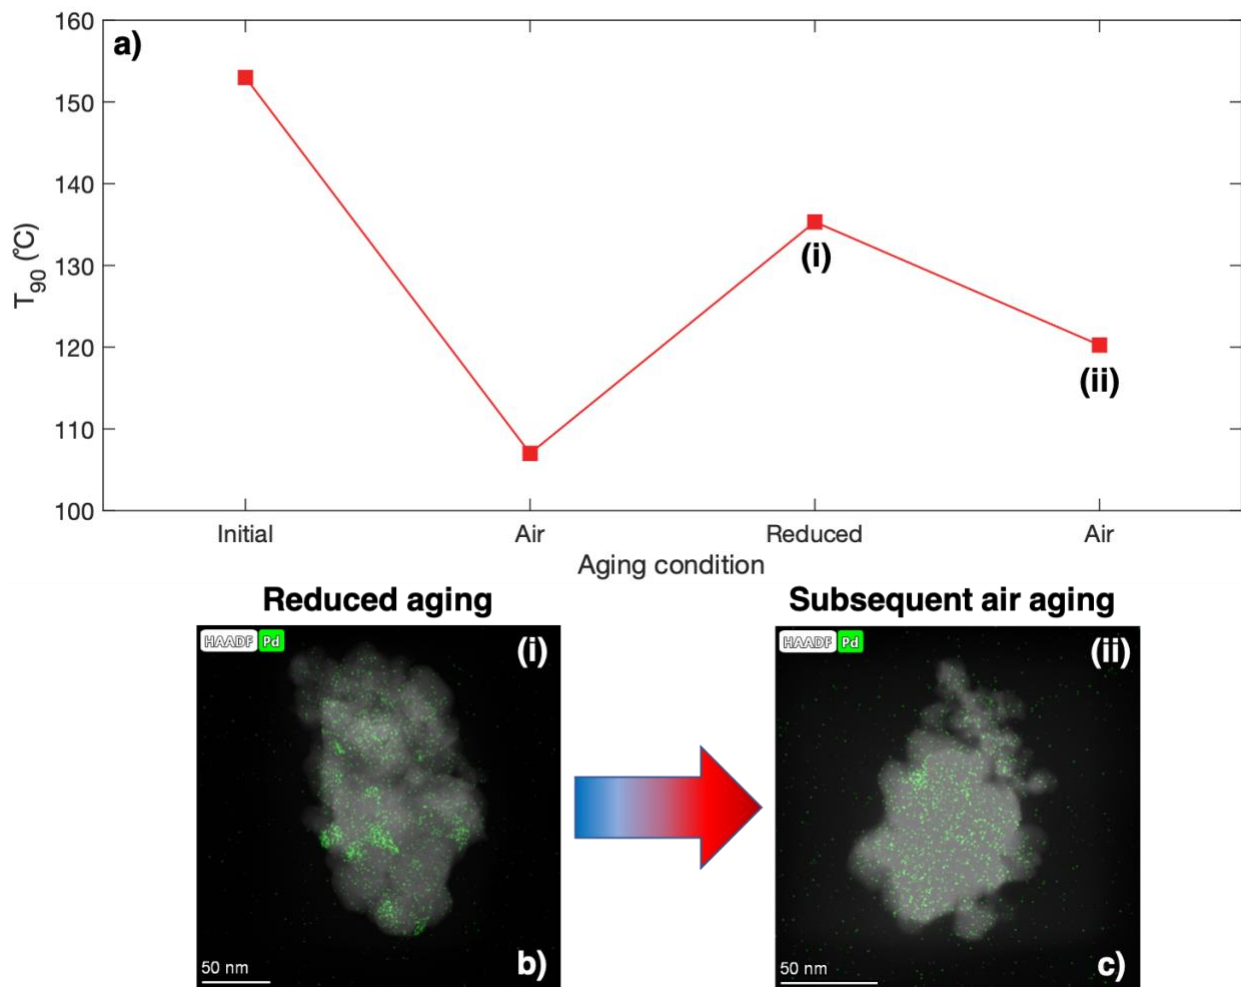 160
a)
150
140
130
120
110
100
T₉₀ (°C)
(i)
(ii)
Initial Air Reduced Air
Aging condition
Reduced aging
HAADF Pd
(i)
50 nm
b)
Subsequent air aging
HAADF Pd
(ii)
50 nm
c)